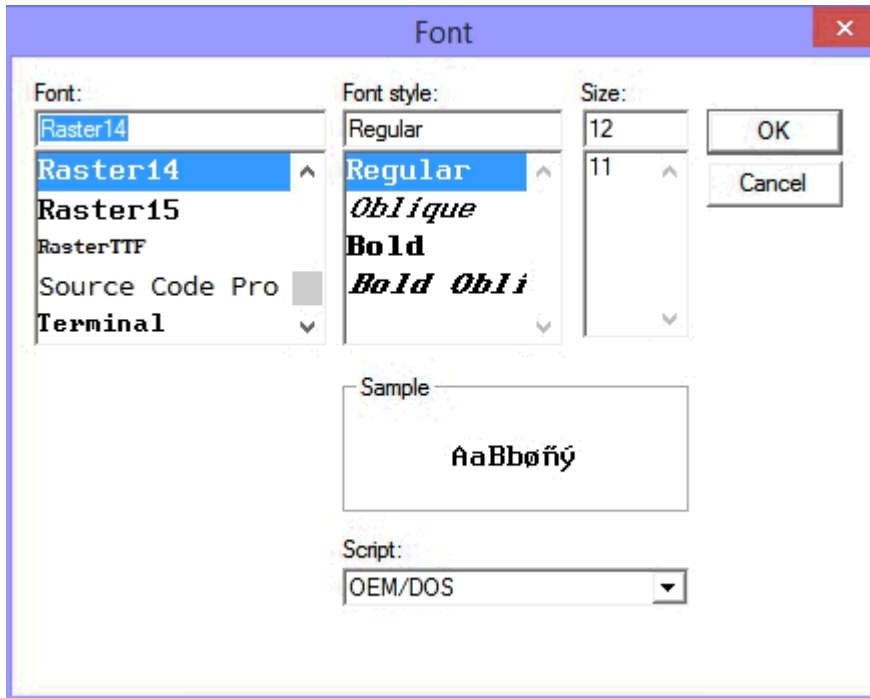 Font
Font:
Raster14
Raster14
Raster15
RasterTTF
Source Code Pro
Terminal
Font style:
Regular
Regular
Oblique
Bold
Bold Obli
Size:
12
11
OK
Cancel
Sample
AaBbøñý
Script:
OEM/DOS